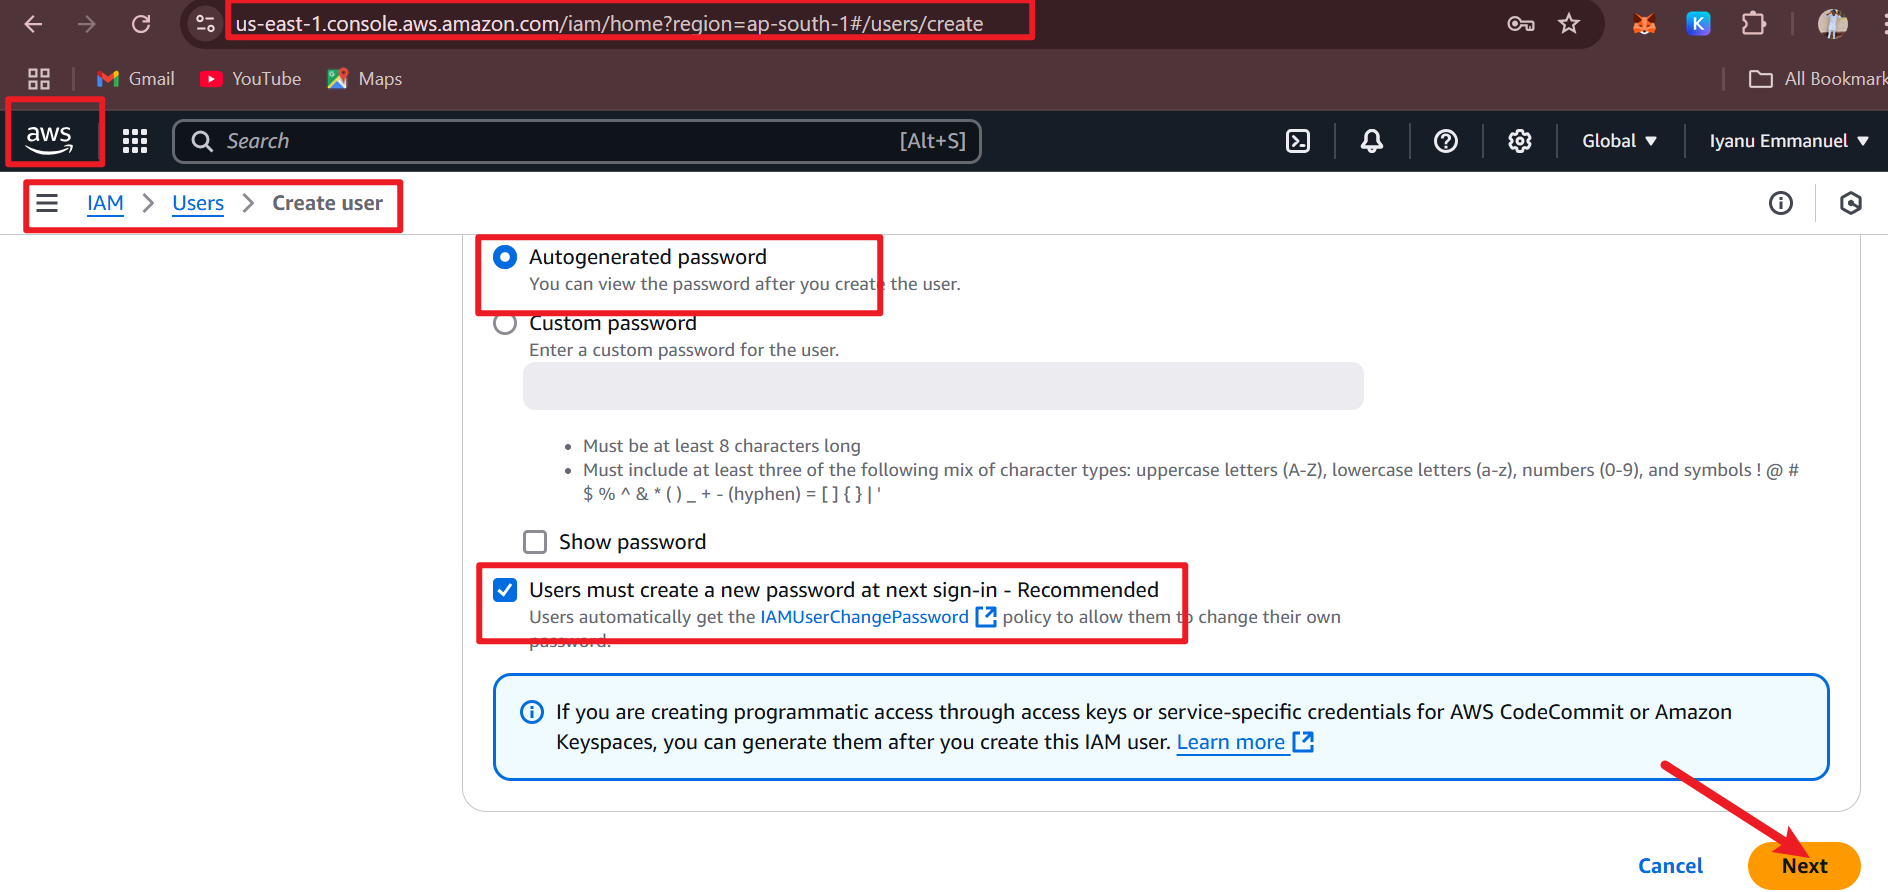 us-east-1.console.aws.amazon.com/iam/home?region=ap-south-1#/users/create
Gmail YouTube Maps All Bookmark
aws Search [Alt+S] Global Iyanu Emmanuel
IAM Users Create user
Autogenerated password
You can view the password after you create the user.
Custom password
Enter a custom password for the user.
• Must be at least 8 characters long
• Must include at least three of the following mix of character types: uppercase letters (A-Z), lowercase letters (a-z), numbers (0-9), and symbols ! @ #
$ % ^ & * ( ) _ + - (hyphen) = [ ] { } | '
Show password
Users must create a new password at next sign-in - Recommended
Users automatically get the IAMUserChangePassword policy to allow them to change their own
password.
If you are creating programmatic access through access keys or service-specific credentials for AWS CodeCommit or Amazon
Keyspaces, you can generate them after you create this IAM user. Learn more
Cancel Next